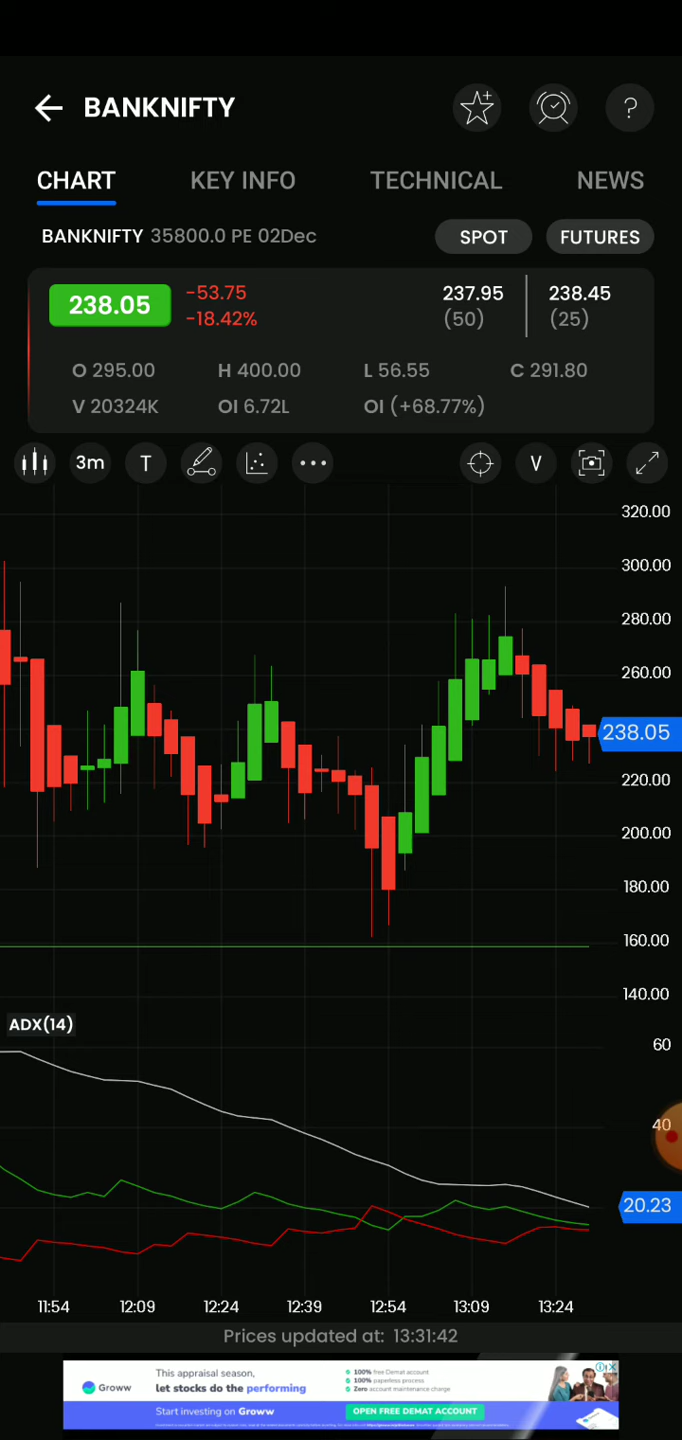 BANKNIFTY ?
CHART KEY INFO TECHNICAL NEWS
BANKNIFTY 35800.0 PE 02Dec SPOT FUTURES
238.05 -53.75 237.95 238.45
-18.42% (50) (25)
O 295.00 H 400.00 L 56.55 C 291.80
V 20324K OI 6.72L OI (+68.77%)
3m T V
320.00
300.00
280.00
260.00
238.05
220.00
200.00
180.00
160.00
140.00
ADX(14)
60
40
20.23
11:54 12:09 12:24 12:39 12:54 13:09 13:24
Prices updated at: 13:31:42
Groww
This appraisal season,
let stocks do the performing
100% free Demat account
100% paperless process
Zero account maintenance charge
Start investing on Groww OPEN FREE DEMAT ACCOUNT